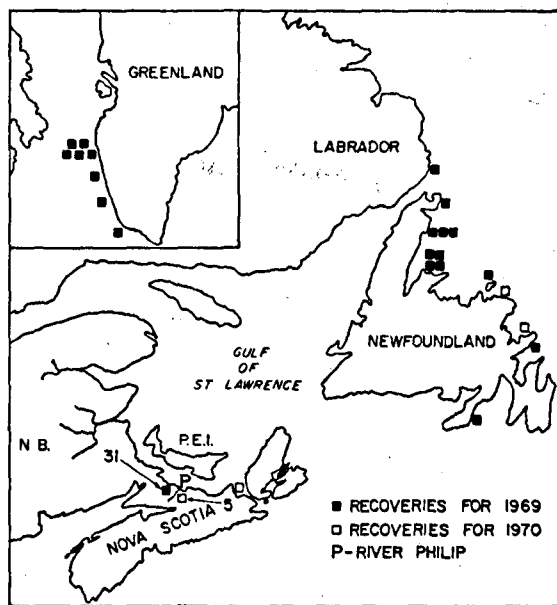 GREENLAND
LABRADOR
NEWFOUNDLAND
GULF
OF
ST LAWRENCE
N B.
P.E.I.
31
P
5
NOVA SCOTIA
■ RECOVERIES FOR 1969
□ RECOVERIES FOR 1970
P-RIVER PHILIP